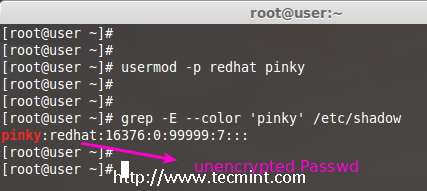 root@user:~
[root@user ~]#
[root@user ~]#
[root@user ~]# usermod -p redhat pinky
[root@user ~]#
[root@user ~]# grep -E --color 'pinky' /etc/shadow
pinky:redhat:16376:0:99999:7:::
[root@user ~]#
[root@user ~]#
unencrypted Passwd
http://www.tecmint.com